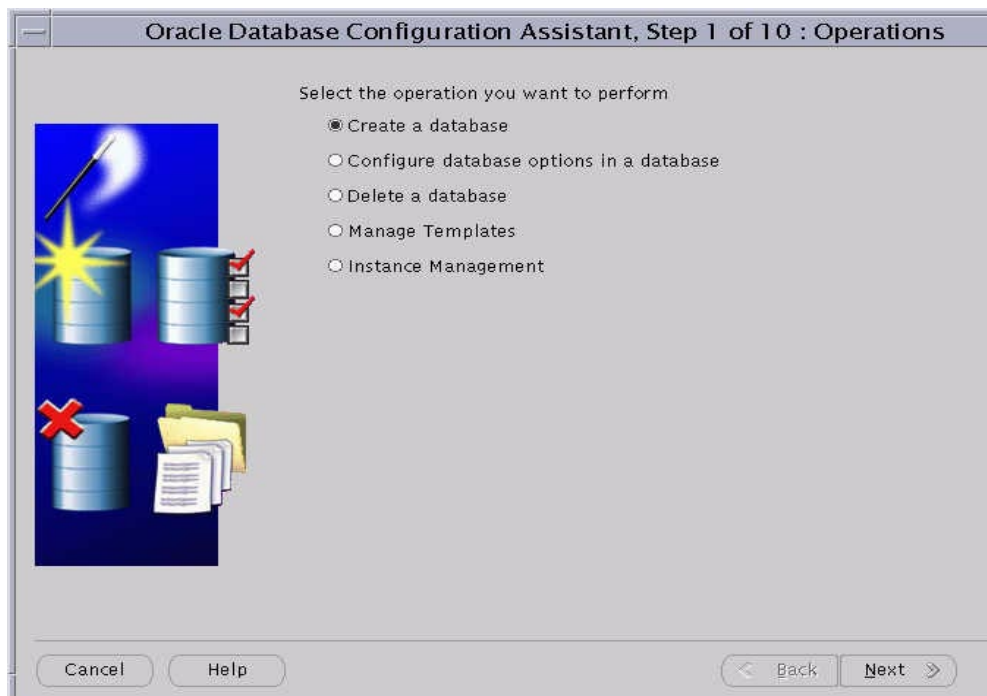 Oracle Database Configuration Assistant, Step 1 of 10 : Operations
Select the operation you want to perform
Create a database
Configure database options in a database
Delete a database
Manage Templates
Instance Management
Cancel
Help
Back
Next